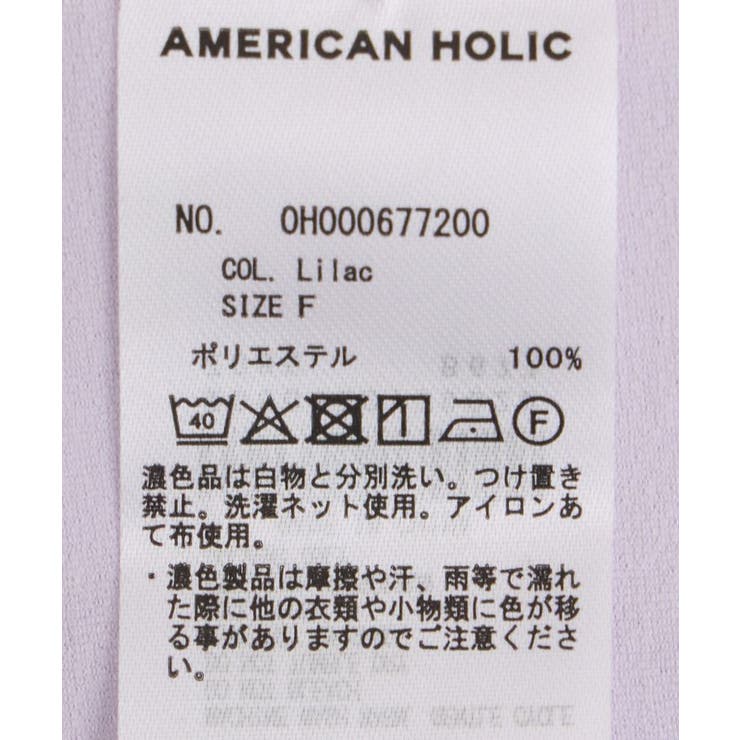 AMERICAN HOLIC
NO. 0H000677200
COL. Lilac
SIZE F
ポリエステル 100%
40 F
濃色品は白物と分別洗い。つけ置き
禁止。洗濯ネット使用。アイロンあ
て布使用。
・濃色製品は摩擦や汗、雨等で濡れ
た際に他の衣類や小物類に色が移
る事がありますのでご注意くださ
い。